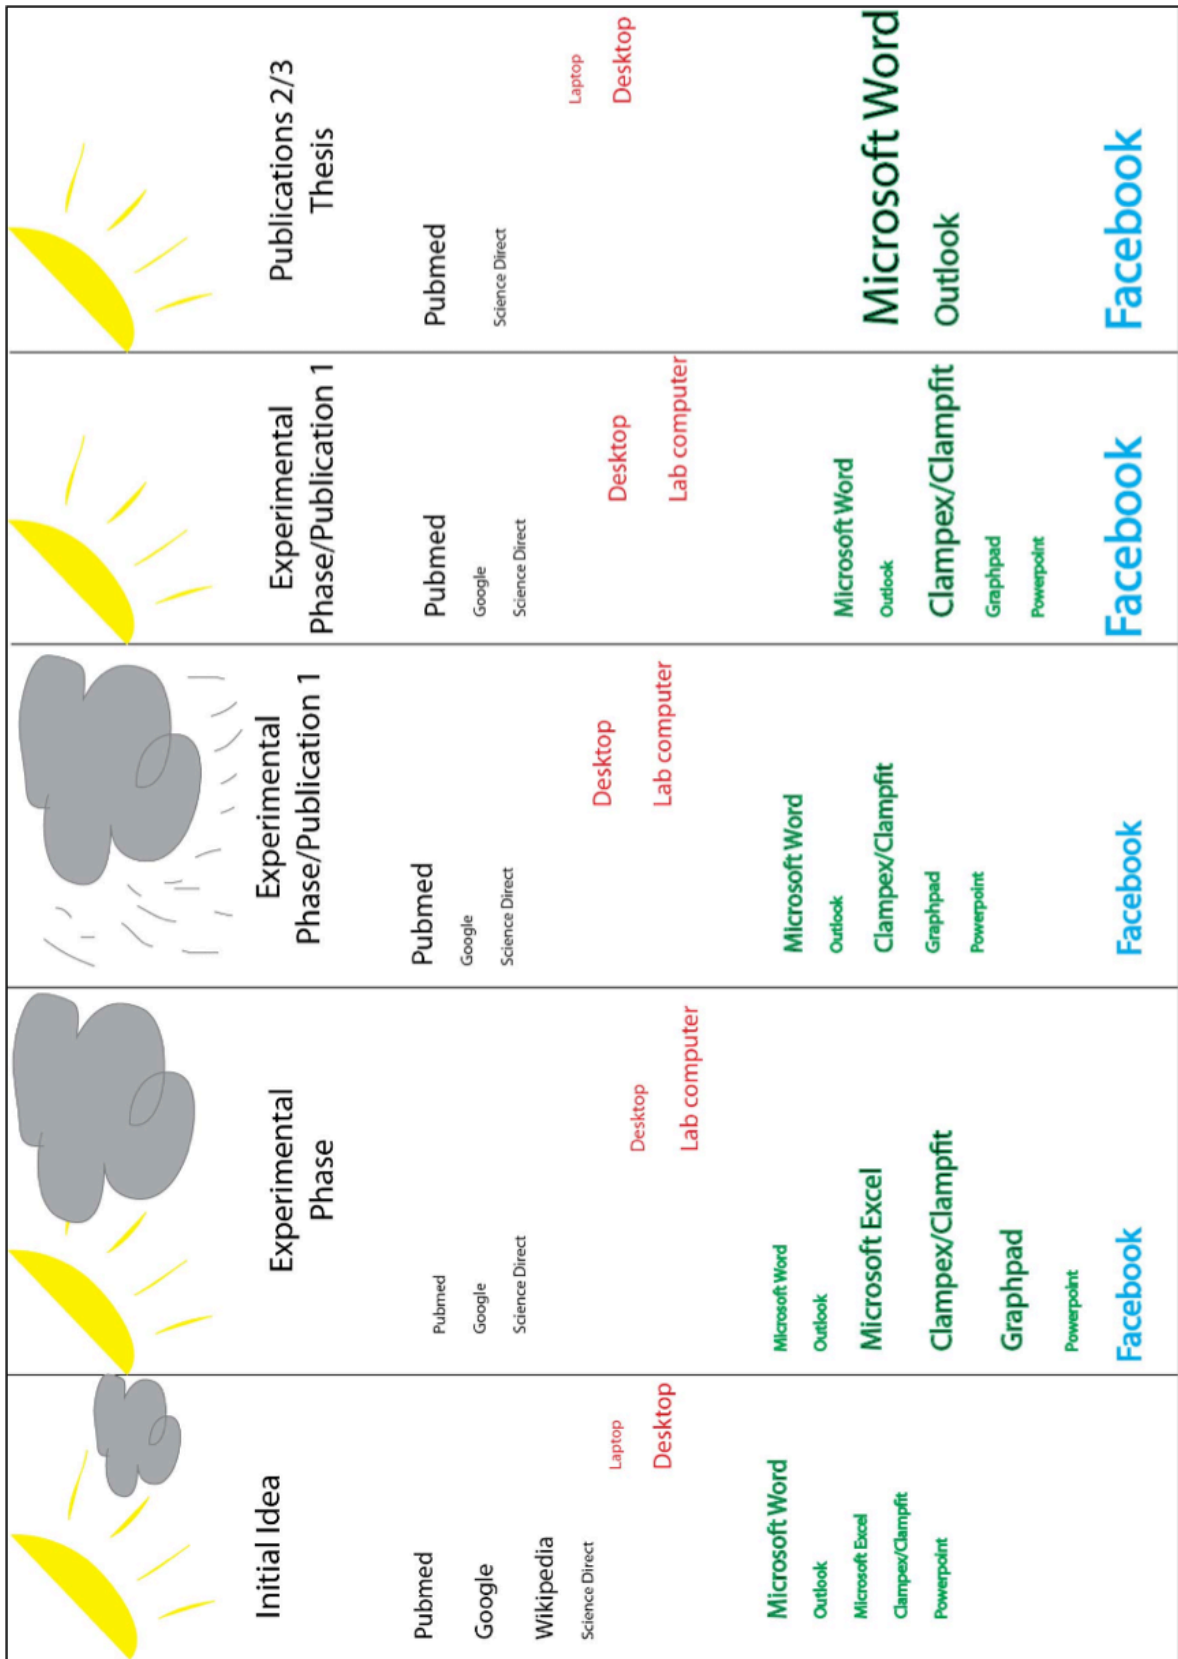 Initial Idea
Pubmed
Google
Wikipedia
Science Direct
Laptop
Desktop
Microsoft Word
Outlook
Microsoft Excel
Clampex/Clampfit
Powerpoint
Experimental
Phase
Pubmed
Google
Science Direct
Desktop
Lab computer
Microsoft Word
Outlook
Microsoft Excel
Clampex/Clampfit
Graphpad
Powerpoint
Facebook
Experimental
Phase/Publication 1
Pubmed
Google
Science Direct
Desktop
Lab computer
Microsoft Word
Outlook
Clampex/Clampfit
Graphpad
Powerpoint
Facebook
Experimental
Phase/Publication 1
Pubmed
Google
Science Direct
Desktop
Lab computer
Microsoft Word
Outlook
Clampex/Clampfit
Graphpad
Powerpoint
Facebook
Publications 2/3
Thesis
Pubmed
Science Direct
Laptop
Desktop
Microsoft Word
Outlook
Facebook